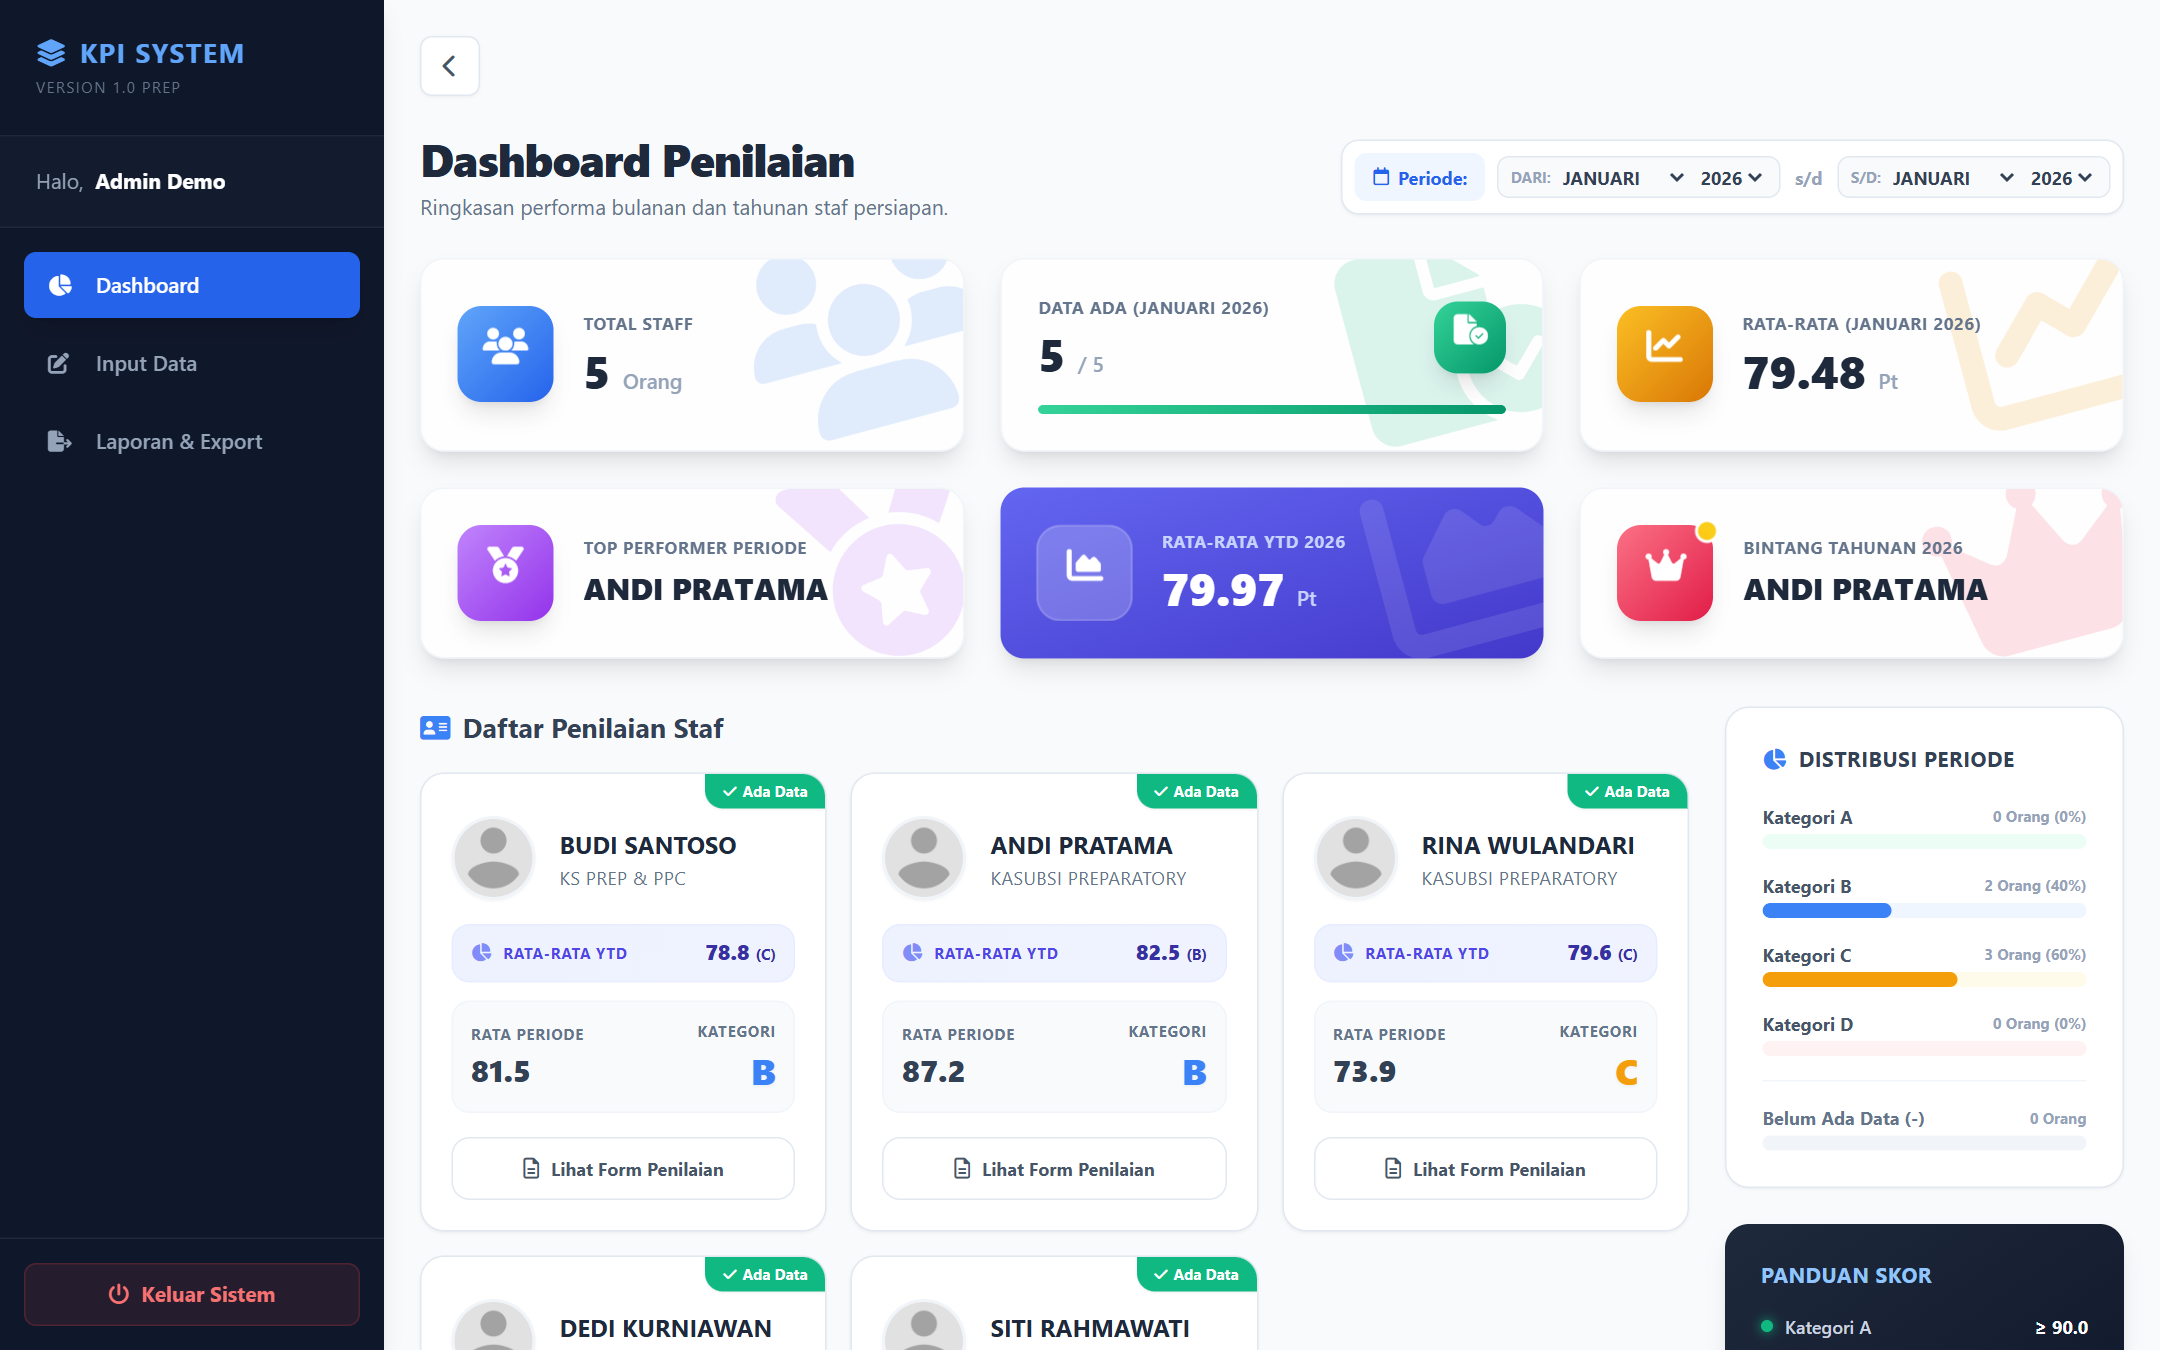 KPI SYSTEM
VERSION 1.0 PREP
Halo, Admin Demo
Dashboard
Input Data
Laporan & Export
Keluar Sistem
Dashboard Penilaian
Ringkasan performa bulanan dan tahunan staf persiapan.
Periode: DARI: JANUARI 2026 s/d S/D: JANUARI 2026
TOTAL STAFF
5 Orang
DATA ADA (JANUARI 2026)
5 / 5
RATA-RATA (JANUARI 2026)
79.48 Pt
TOP PERFORMER PERIODE
ANDI PRATAMA
RATA-RATA YTD 2026
79.97 Pt
BINTANG TAHUNAN 2026
ANDI PRATAMA
Daftar Penilaian Staf
Ada Data
BUDI SANTOSO
KS PREP & PPC
RATA-RATA YTD 78.8 (C)
RATA PERIODE KATEGORI
81.5 B
Lihat Form Penilaian
Ada Data
ANDI PRATAMA
KASUBSI PREPARATORY
RATA-RATA YTD 82.5 (B)
RATA PERIODE KATEGORI
87.2 B
Lihat Form Penilaian
Ada Data
RINA WULANDARI
KASUBSI PREPARATORY
RATA-RATA YTD 79.6 (C)
RATA PERIODE KATEGORI
73.9 C
Lihat Form Penilaian
Ada Data
DEDI KURNIAWAN
Ada Data
SITI RAHMAWATI
DISTRIBUSI PERIODE
Kategori A 0 Orang (0%)
Kategori B 2 Orang (40%)
Kategori C 3 Orang (60%)
Kategori D 0 Orang (0%)
Belum Ada Data (-) 0 Orang
PANDUAN SKOR
Kategori A ≥ 90.0